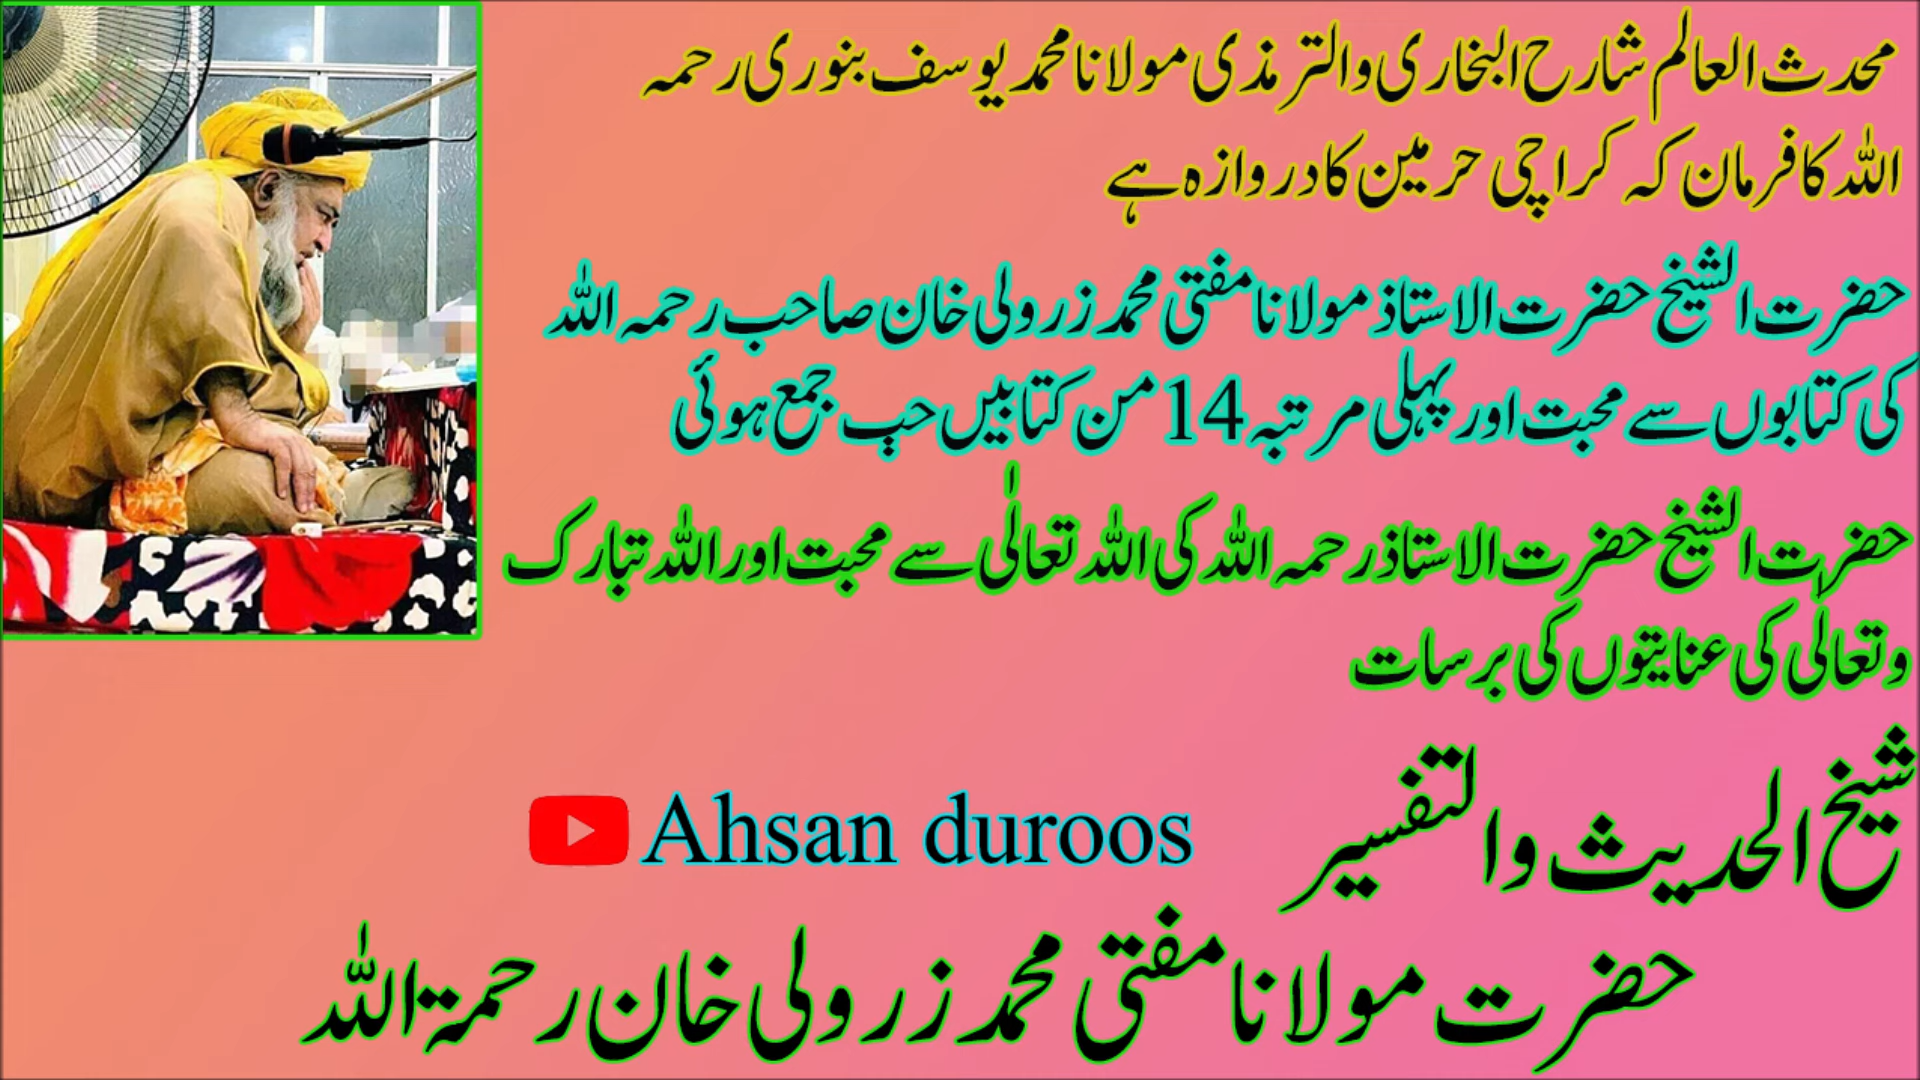 محدث العالم شارح البخاری والترمذی مولانا محمد یوسف بنوری رحمہ
اللہ کا فرمان کہ کراچی حرمین کا دروازہ ہے
حضرت الشیخ حضرت الاستاذ مولانا مفتی محمد زرولی خان صاحب رحمہ اللہ
کی کتابوں سے محبت اور پہلی مرتبہ 14 من کتابیں جب جمع ہوئی
حضرت الشیخ حضرت الاستاذ رحمہ اللہ کی اللہ تعالٰی سے محبت اور اللہ تبارک
وتعالٰی کی عنایتوں کی برسات
شیخ الحدیث والتفسیر
Ahsan duroos
حضرت مولانا مفتی محمد زرولی خان رحمۃ اللہ